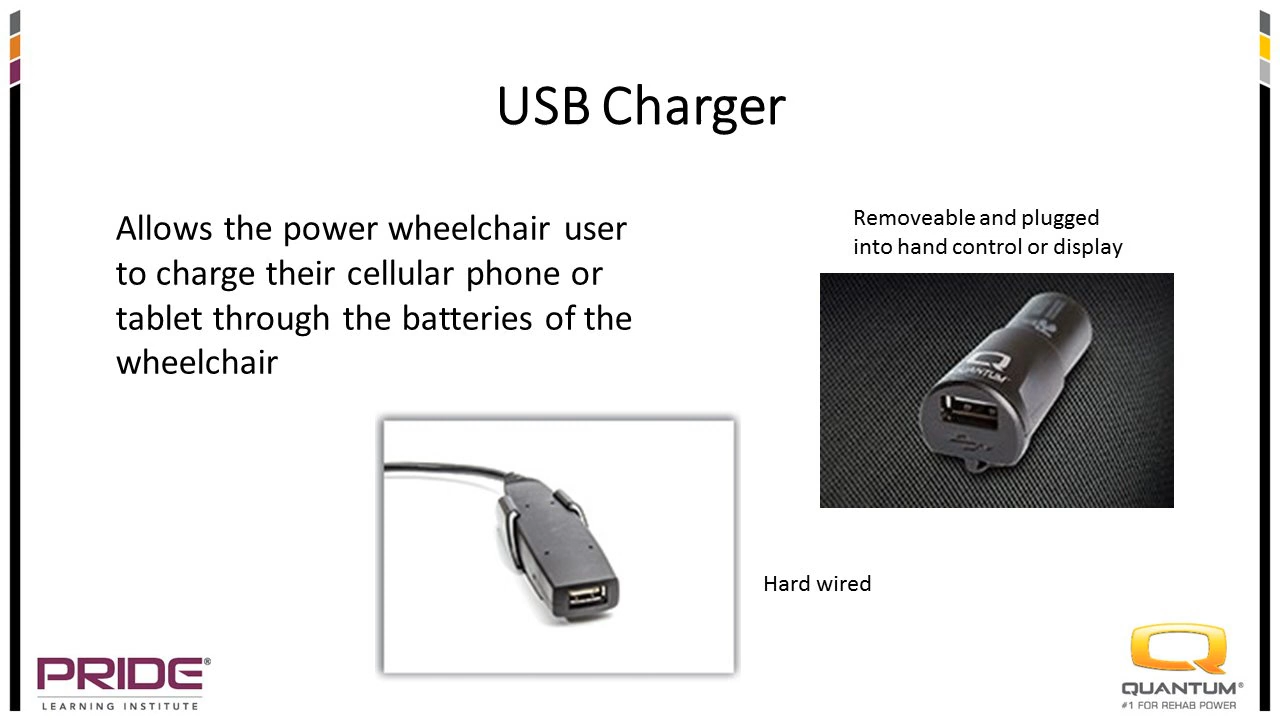 USB Charger
Allows the power wheelchair user
to charge their cellular phone or
tablet through the batteries of the
wheelchair
Removeable and plugged
into hand control or display
QUANTUM
Hard wired
PRIDE®
LEARNING INSTITUTE
QUANTUM®
#1 FOR REHAB POWER